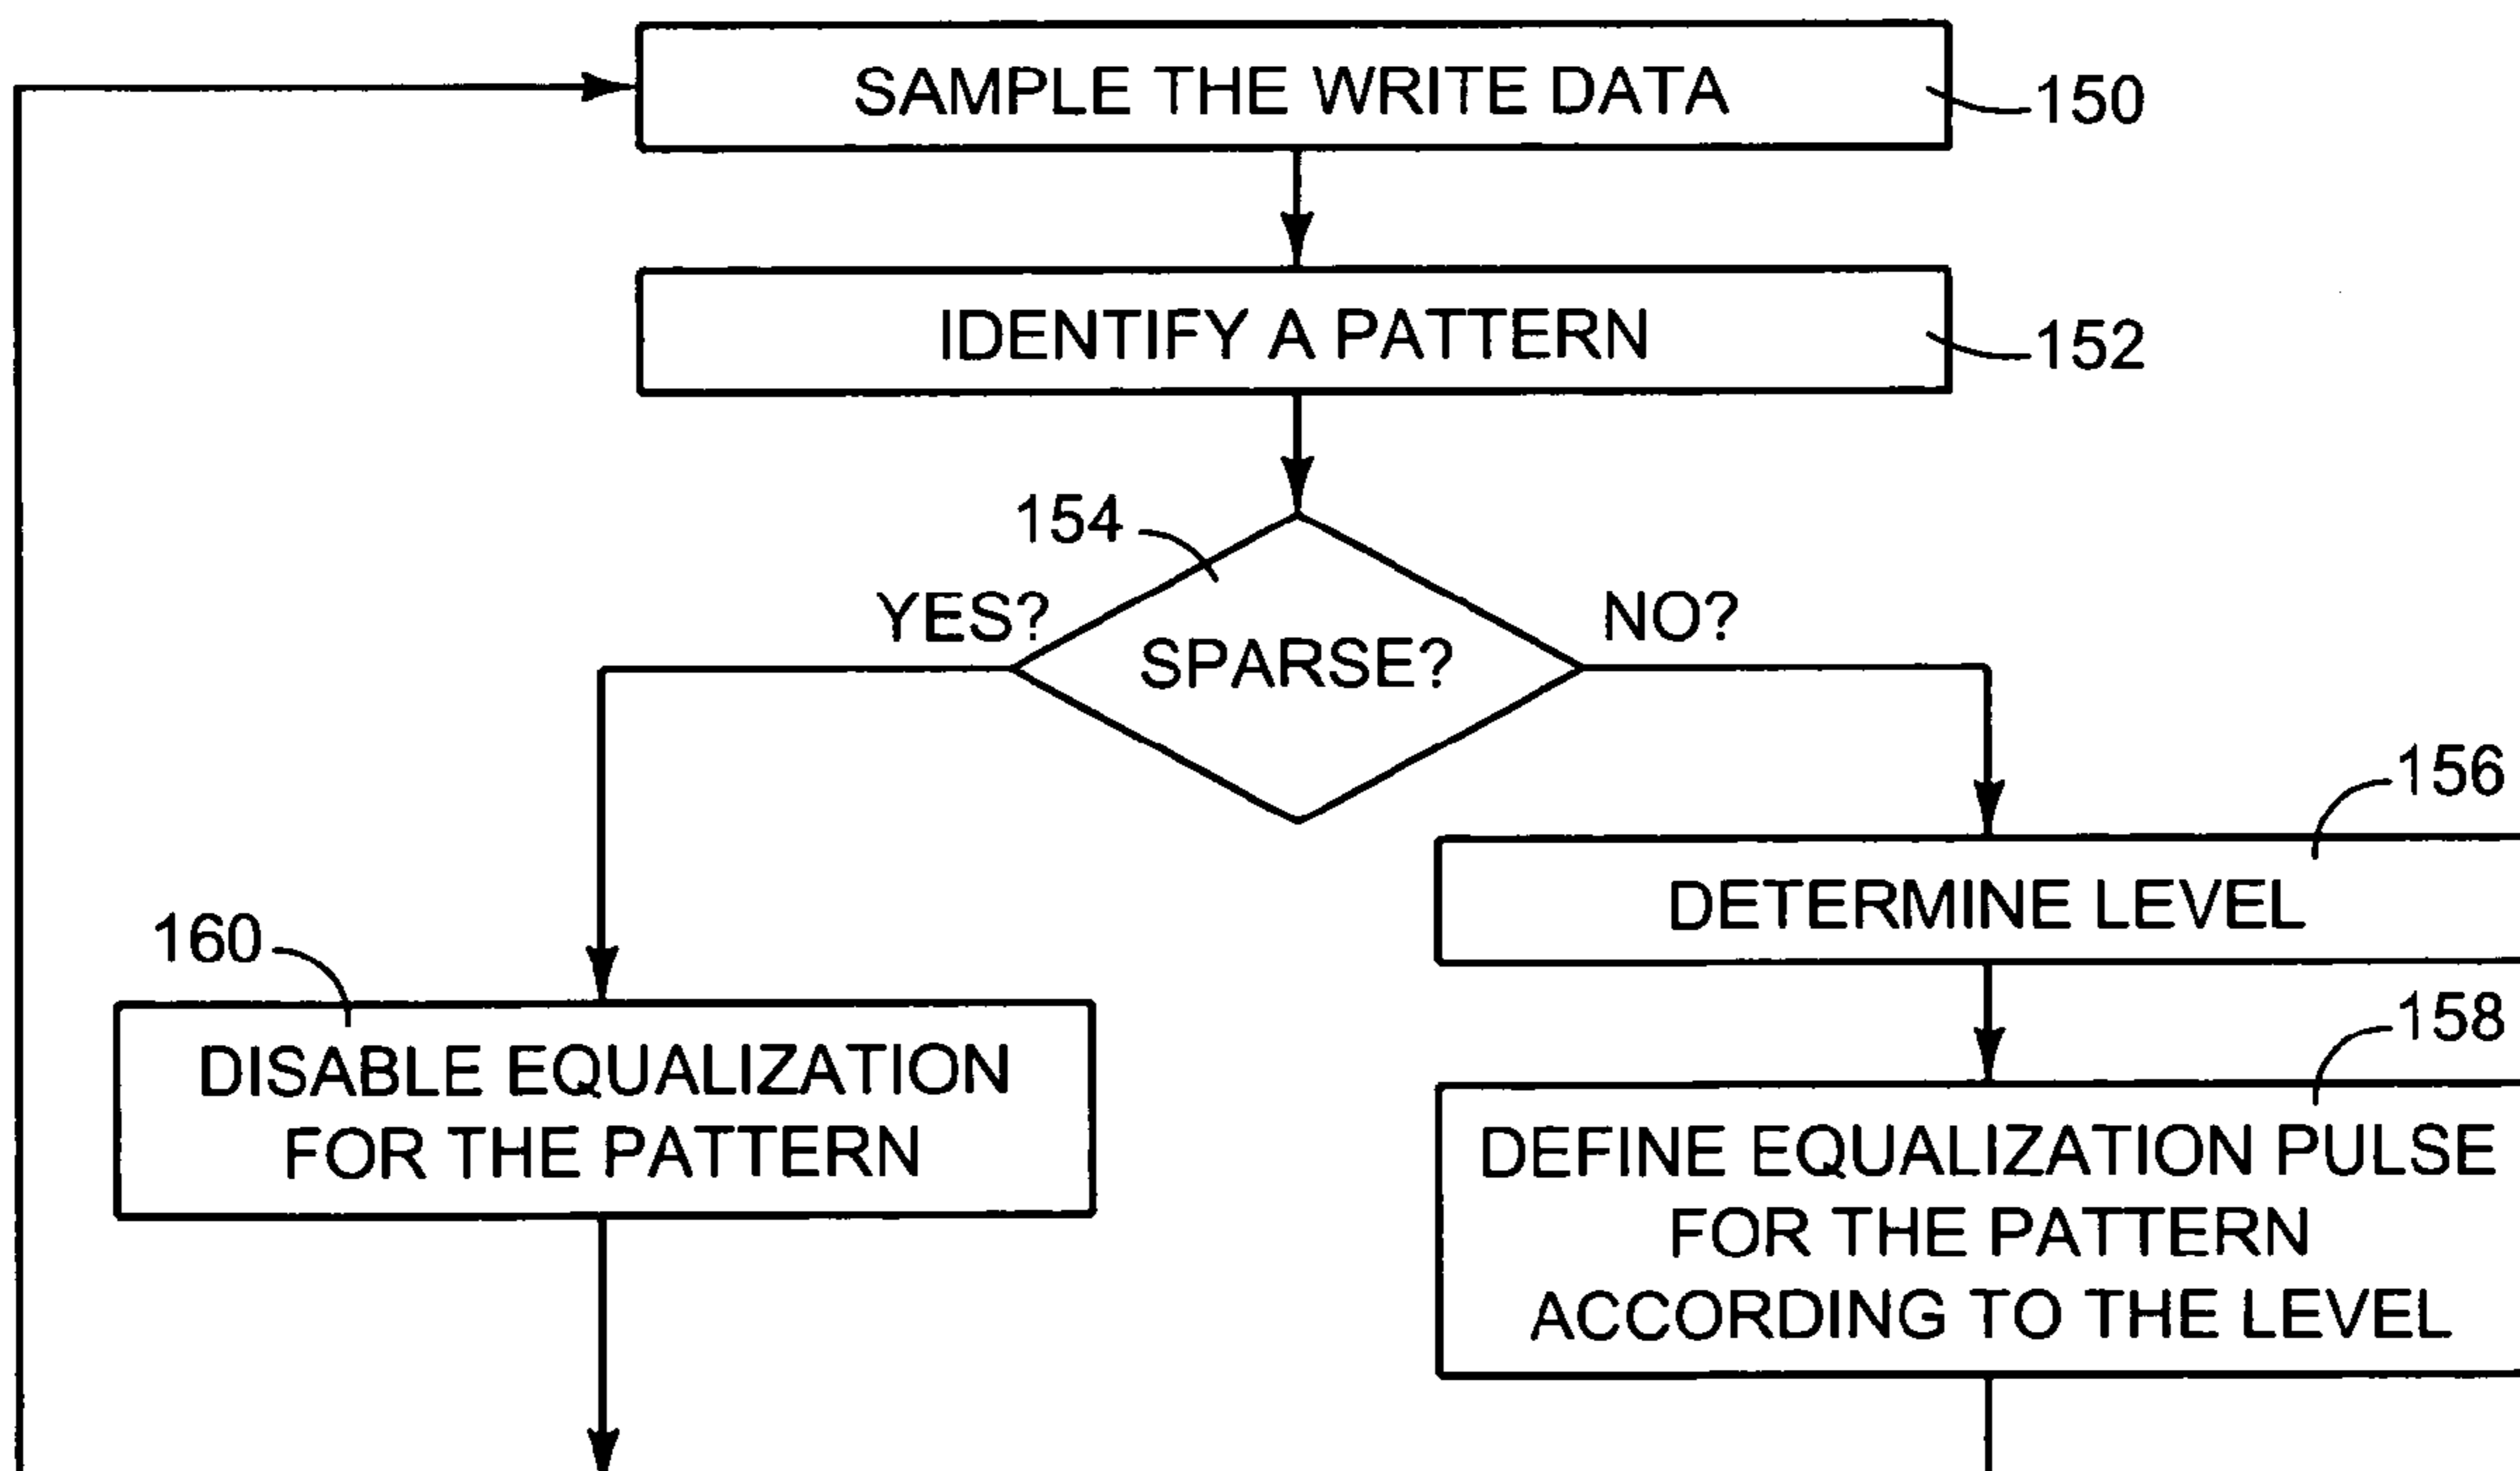 SAMPLE THE WRITE DATA
150
IDENTIFY A PATTERN
152
154
YES?
NO?
SPARSE?
156
DETERMINE LEVEL
160
DISABLE EQUALIZATION
FOR THE PATTERN
158
DEFINE EQUALIZATION PULSE
FOR THE PATTERN
ACCORDING TO THE LEVEL